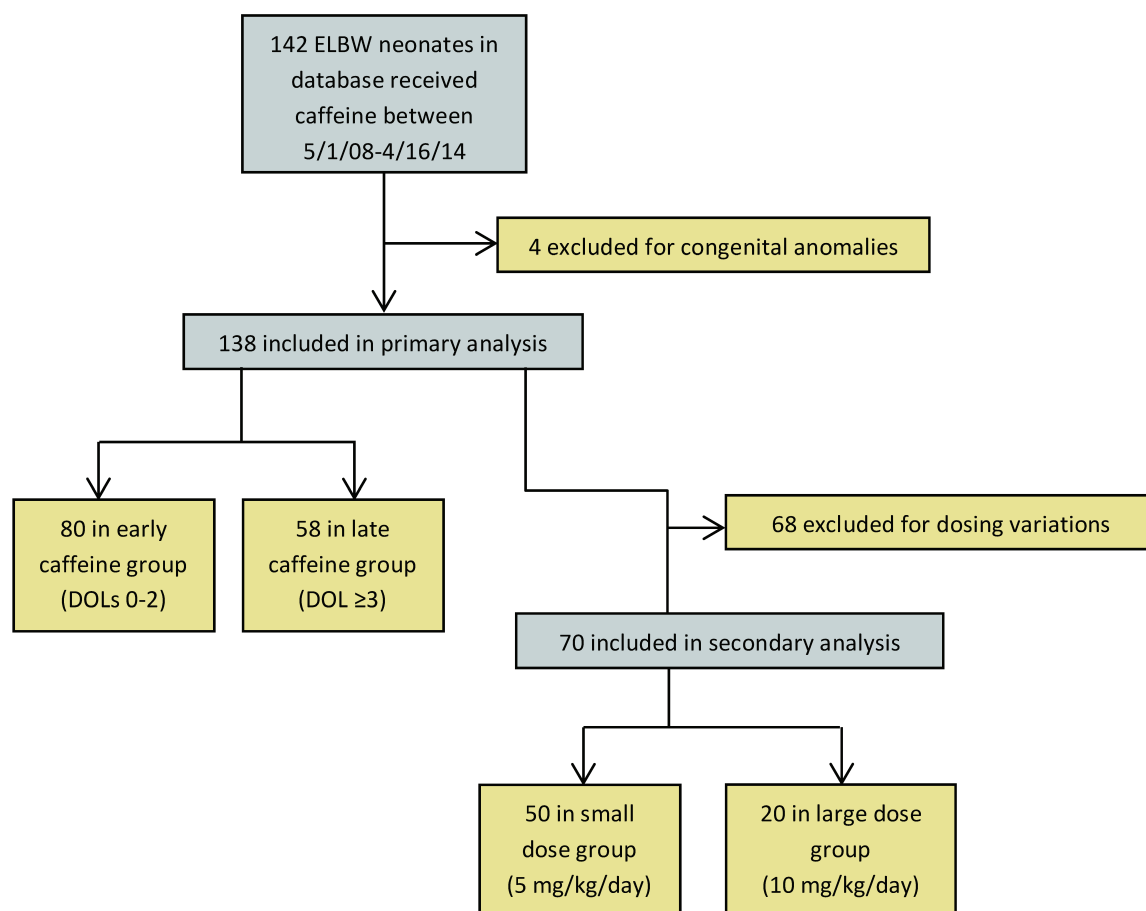 142 ELBW neonates in
database received
caffeine between
5/1/08-4/16/14
4 excluded for congenital anomalies
138 included in primary analysis
80 in early
caffeine group
(DOLs 0-2)
58 in late
caffeine group
(DOL ≥3)
68 excluded for dosing variations
70 included in secondary analysis
50 in small
dose group
(5 mg/kg/day)
20 in large dose
group
(10 mg/kg/day)